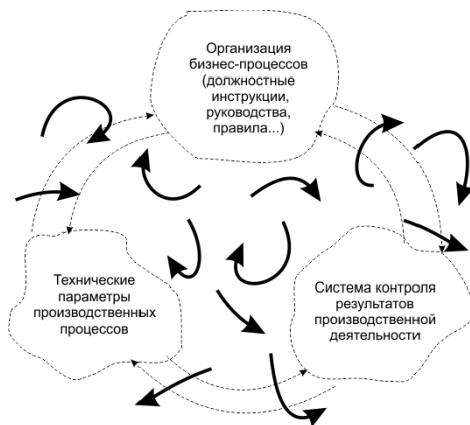 Организация
бизнес-процессов
(должностные
инструкции,
руководства,
правила...)
Технические
параметры
производственных
процессов
Система контроля
результатов
производственной
деятельности